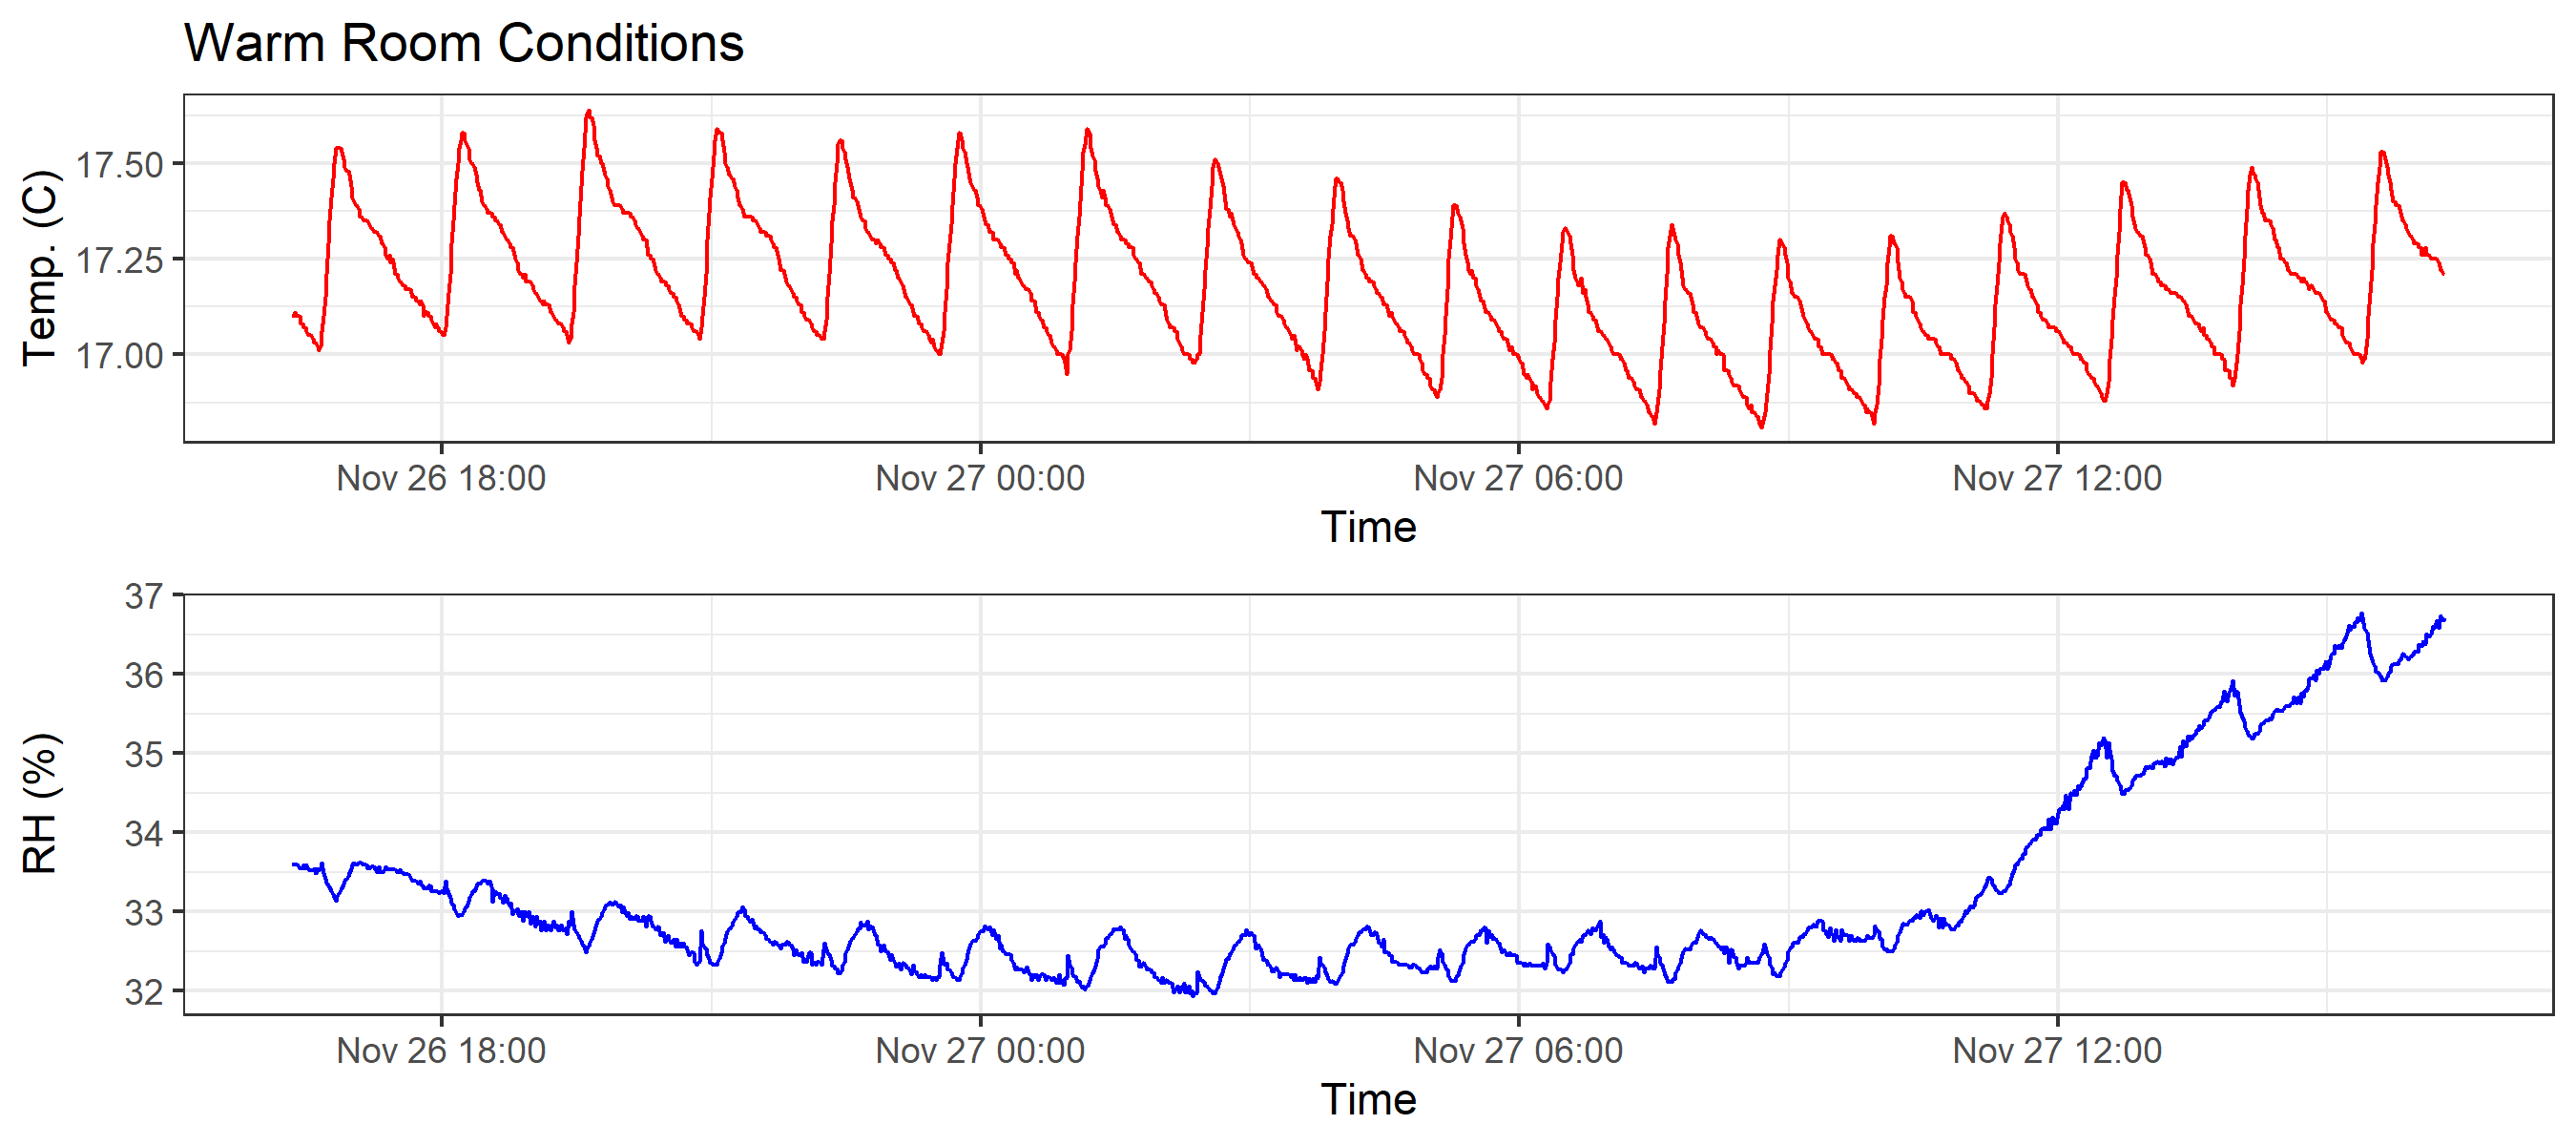 Warm Room Conditions
Temp. (C)
17.50
17.25
17.00
Nov 26 18:00 Nov 27 00:00 Nov 27 06:00 Nov 27 12:00
Time
RH (%)
37
36
35
34
33
32
Nov 26 18:00 Nov 27 00:00 Nov 27 06:00 Nov 27 12:00
Time